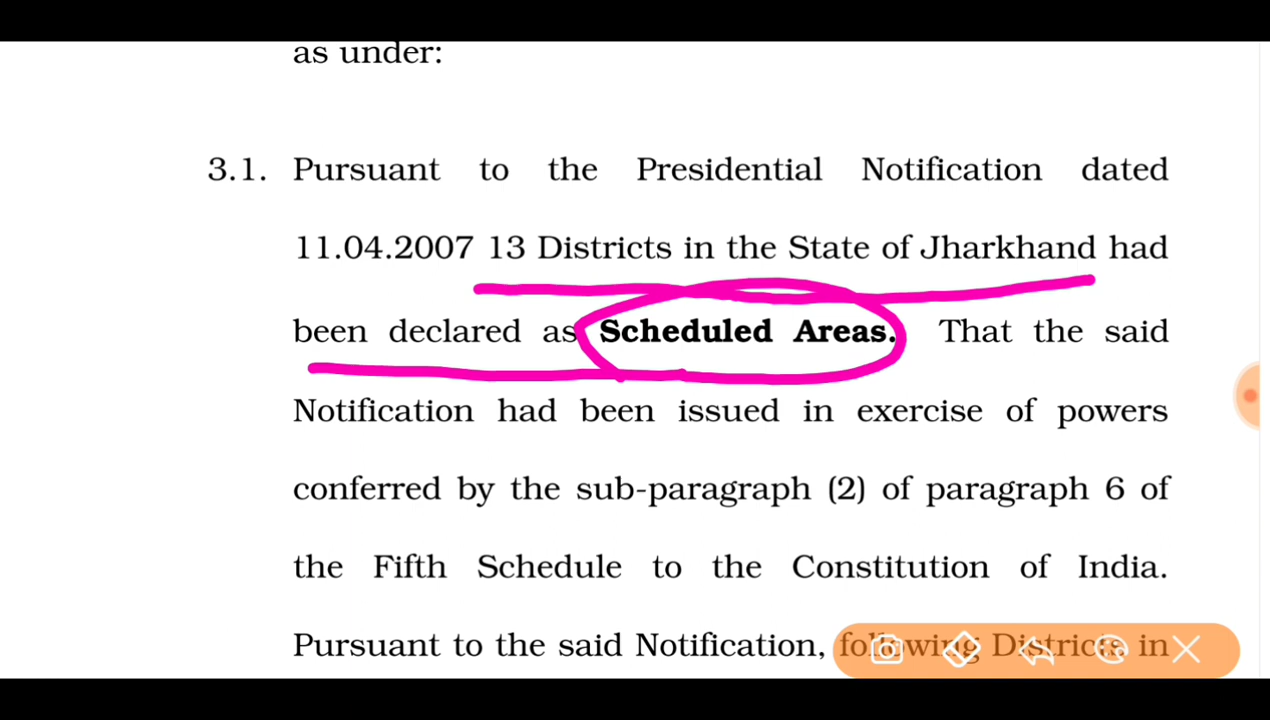 as under:
3.1. Pursuant to the Presidential Notification dated
11.04.2007 13 Districts in the State of Jharkhand had
been declared as Scheduled Areas. That the said
Notification had been issued in exercise of powers
conferred by the sub-paragraph (2) of paragraph 6 of
the Fifth Schedule to the Constitution of India.
Pursuant to the said Notification, following Districts in